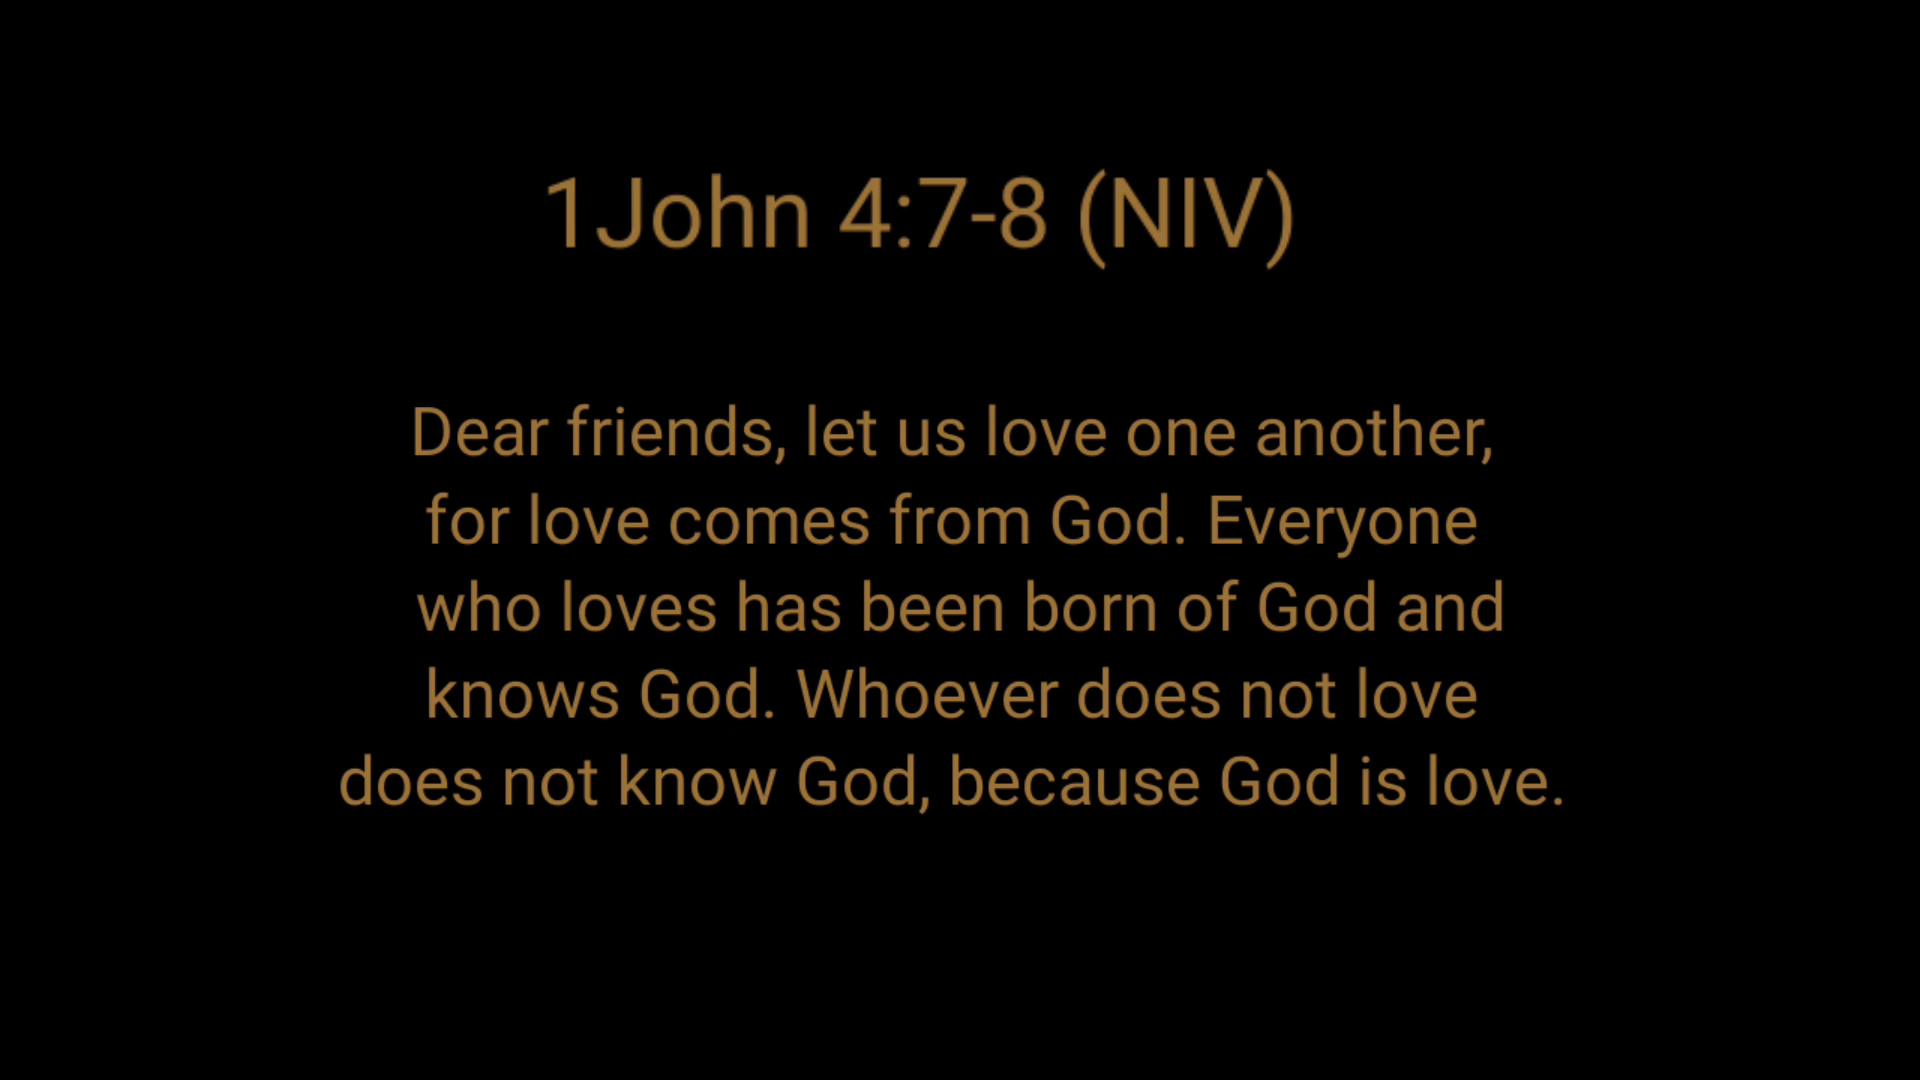 1John 4:7-8 (NIV)
Dear friends, let us love one another,
for love comes from God. Everyone
who loves has been born of God and
knows God. Whoever does not love
does not know God, because God is love.